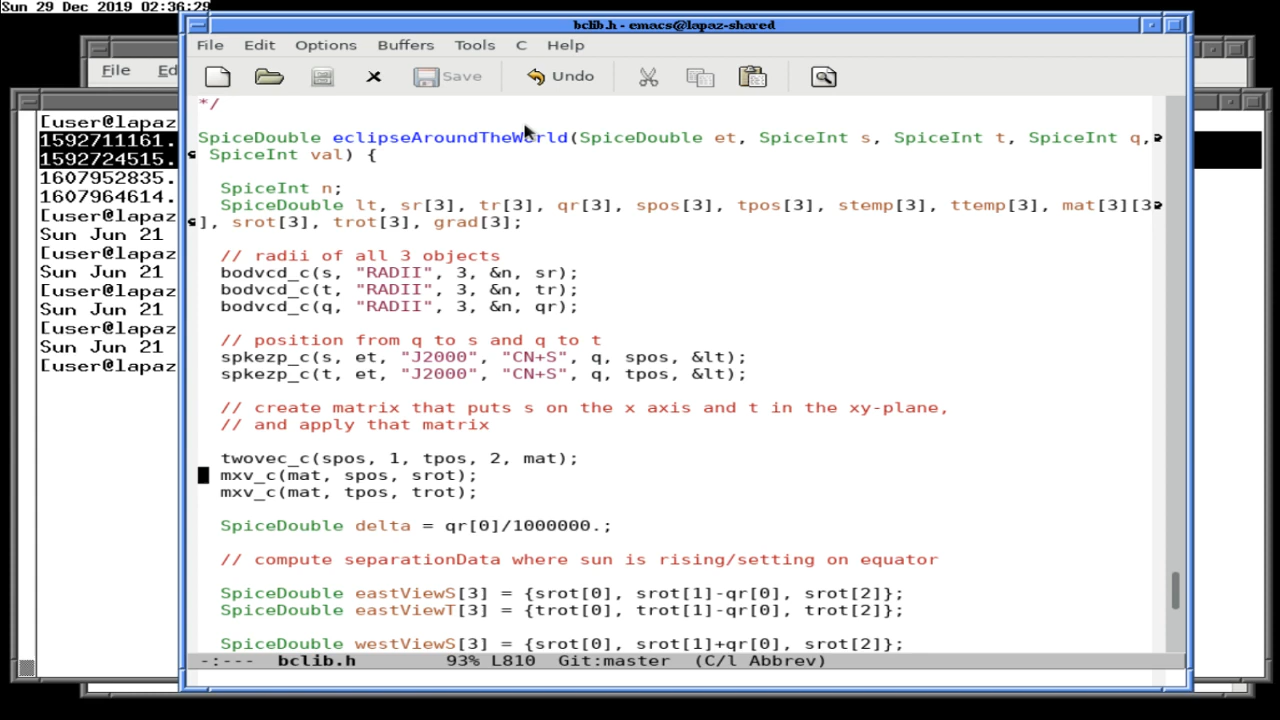 Sun 29 Dec 2019 02:36:29
bclib.h - emacs@lapaz-shared
File Edit Options Buffers Tools C Help
File Ed
Save Undo
[user@lapaz
1592711161.
1592724515.
1607952835.
1607964614.
[user@lapaz
Sun Jun 21
[user@lapaz
Sun Jun 21
[user@lapaz
Sun Jun 21
[user@lapaz
Sun Jun 21
[user@lapaz
*/
SpiceDouble eclipseAroundTheWorld(SpiceDouble et, SpiceInt s, SpiceInt t, SpiceInt q,
SpiceInt val) {
SpiceInt n;
SpiceDouble lt, sr[3], tr[3], qr[3], spos[3], tpos[3], stemp[3], ttemp[3], mat[3][3
], srot[3], trot[3], grad[3];
// radii of all 3 objects
bodvcd_c(s, "RADII", 3, &n, sr);
bodvcd_c(t, "RADII", 3, &n, tr);
bodvcd_c(q, "RADII", 3, &n, qr);
// position from q to s and q to t
spkezp_c(s, et, "J2000", "CN+S", q, spos, &lt);
spkezp_c(t, et, "J2000", "CN+S", q, tpos, &lt);
// create matrix that puts s on the x axis and t in the xy-plane,
// and apply that matrix
twovec_c(spos, 1, tpos, 2, mat);
mxv_c(mat, spos, srot);
mxv_c(mat, tpos, trot);
SpiceDouble delta = qr[0]/1000000.;
// compute separationData where sun is rising/setting on equator
SpiceDouble eastViewS[3] = {srot[0], srot[1]-qr[0], srot[2]};
SpiceDouble eastViewT[3] = {trot[0], trot[1]-qr[0], trot[2]};
SpiceDouble westViewS[3] = {srot[0], srot[1]+qr[0], srot[2]};
-:--- bclib.h 93% L810 Git:master (C/l Abbrev)